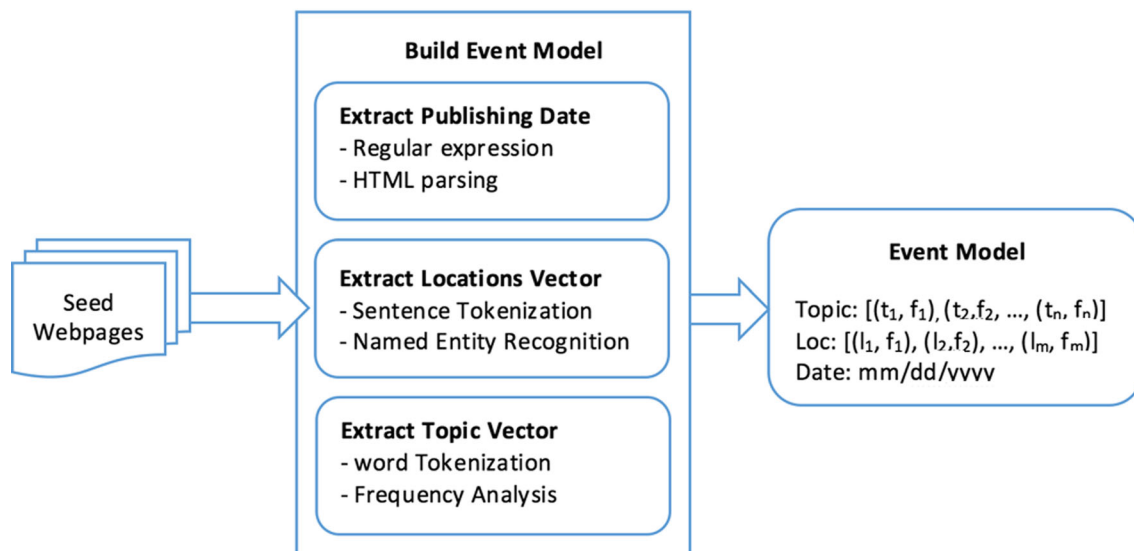 Build Event Model
Extract Publishing Date
- Regular expression
- HTML parsing
Seed
Webpages
Extract Locations Vector
- Sentence Tokenization
- Named Entity Recognition
Extract Topic Vector
- word Tokenization
- Frequency Analysis
Event Model
Topic: [(t₁, f₁), (t₂,f₂, ..., (tₙ, fₙ)]
Loc: [(l₁, f₁), (l₂,f₂), ..., (lₘ, fₘ)]
Date: mm/dd/yyyy